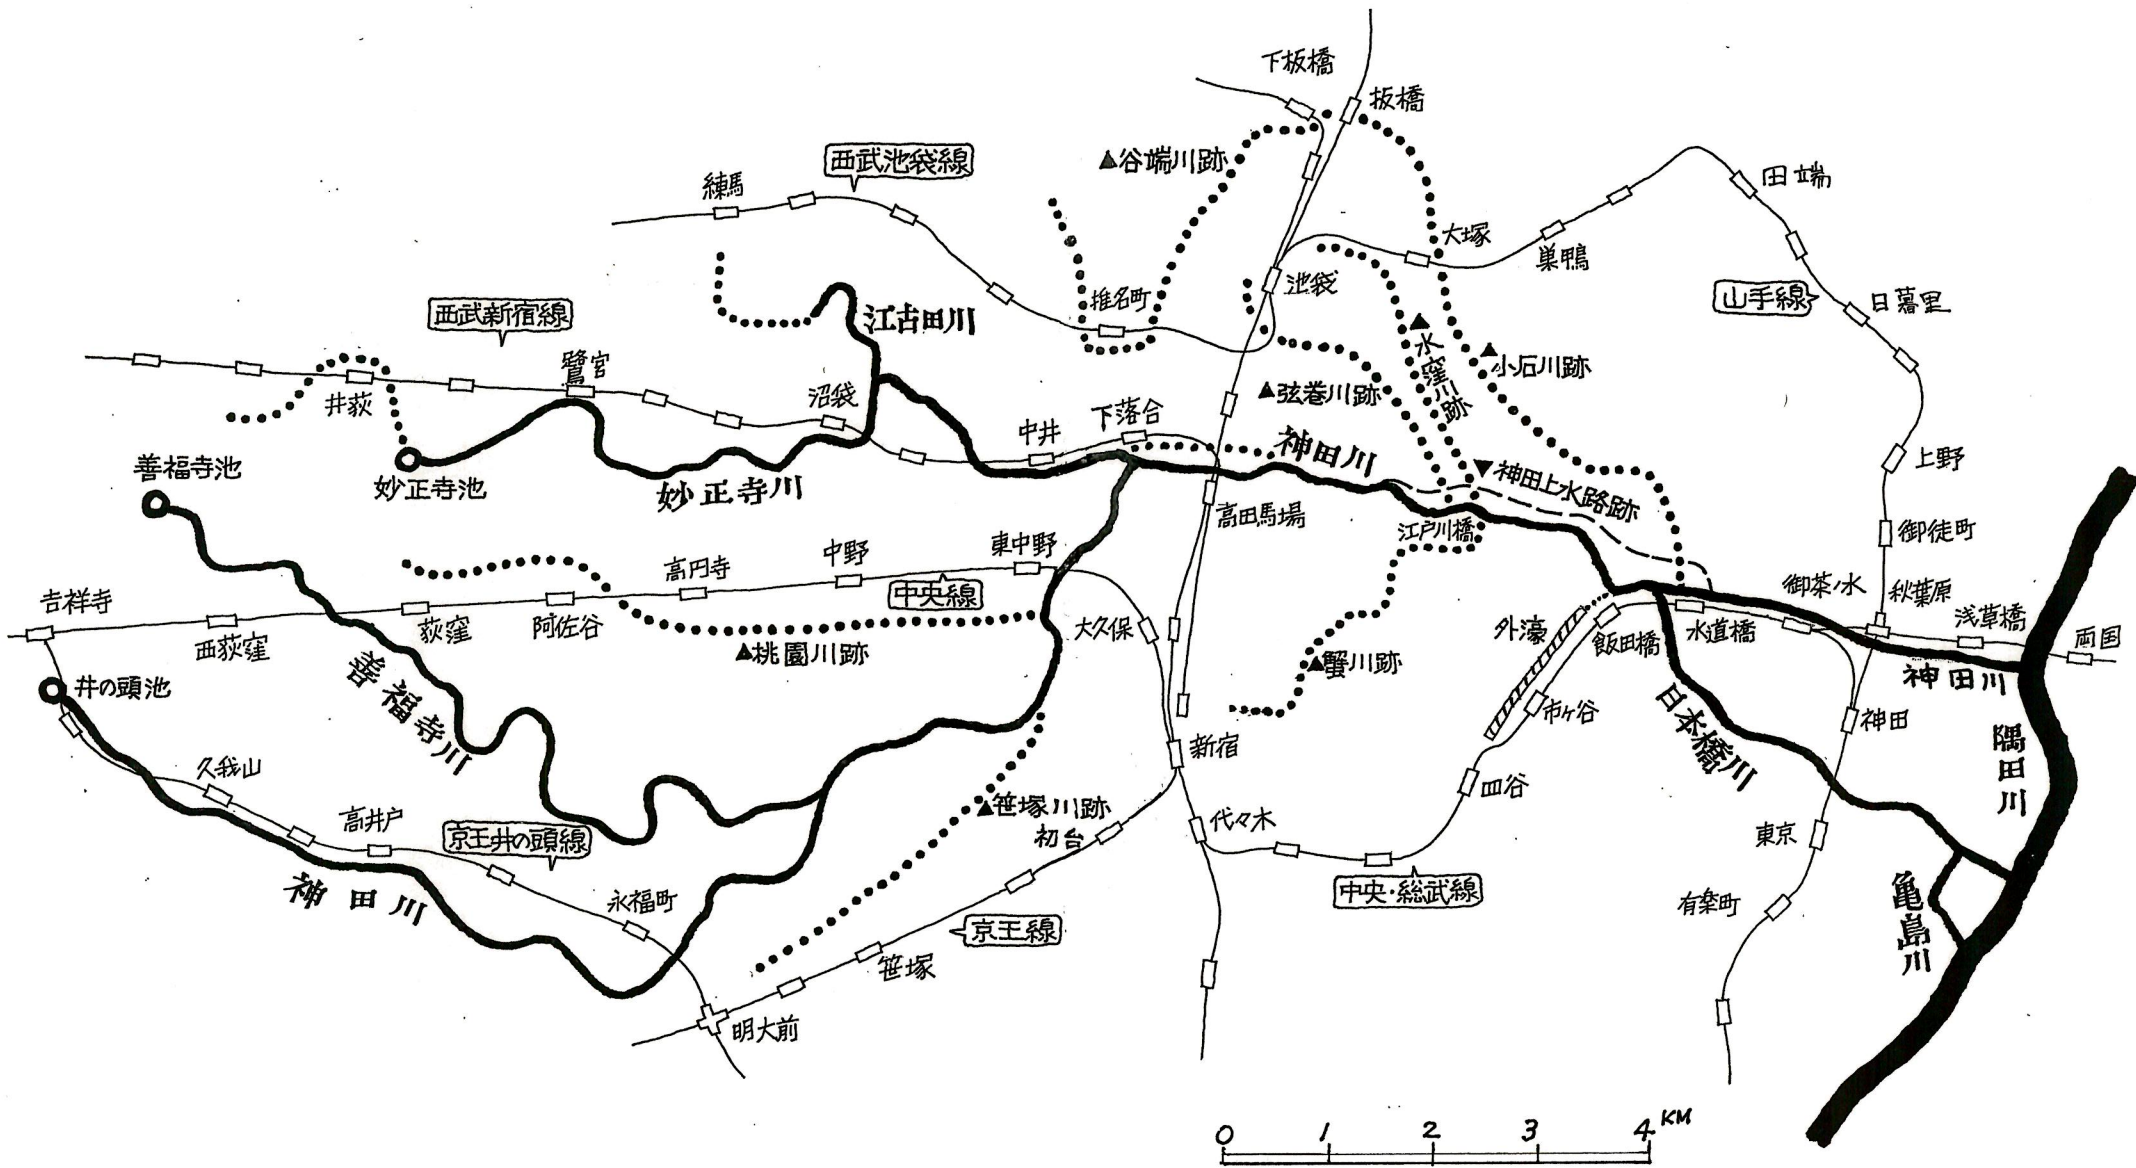 下板橋
板橋
▲谷端川跡
西武池袋線
練馬
田端
大塚
巣鴨
池袋
椎名町
山手線
日暮里
西武新宿線
江古田川
鷺宮
水窪川跡
▲小石川跡
井荻
沼袋
▲弦巻川跡
下落合
中井
神田川
上野
善福寺池
妙正寺池
妙正寺川
▼神田上水路跡
高田馬場
江戸川橋
御徒町
高円寺
中野
東中野
中央線
御茶ノ水
秋葉原
浅草橋
両国
吉祥寺
西荻窪
荻窪
阿佐谷
大久保
外濠
飯田橋
水道橋
▲桃園川跡
▲蟹川跡
神田川
井の頭池
善福寺川
市ヶ谷
日本橋川
神田
隅田川
新宿
久我山
四谷
▲笹塚川跡
初台
代々木
高井戸
京王井の頭線
東京
神田川
永福町
中央・総武線
有楽町
亀島川
京王線
笹塚
明大前
0 1 2 3 4 KM